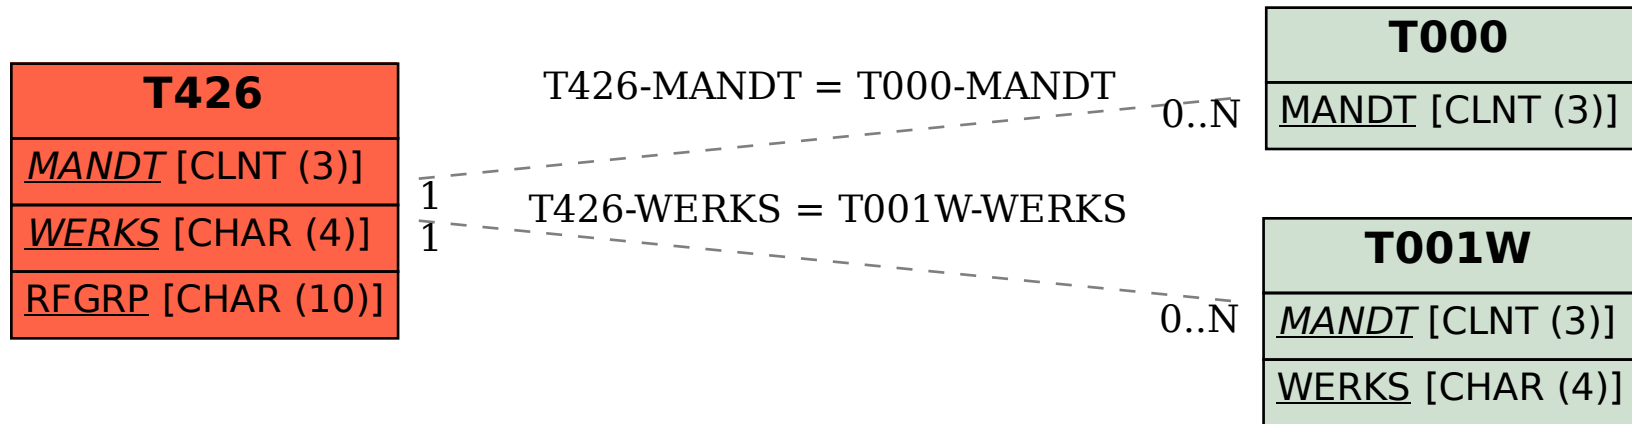 T426
MANDT [CLNT (3)]
WERKS [CHAR (4)]
RFGRP [CHAR (10)]
T426-MANDT = T000-MANDT
1
0..N
T426-WERKS = T001W-WERKS
1
0..N
T000
MANDT [CLNT (3)]
T001W
MANDT [CLNT (3)]
WERKS [CHAR (4)]